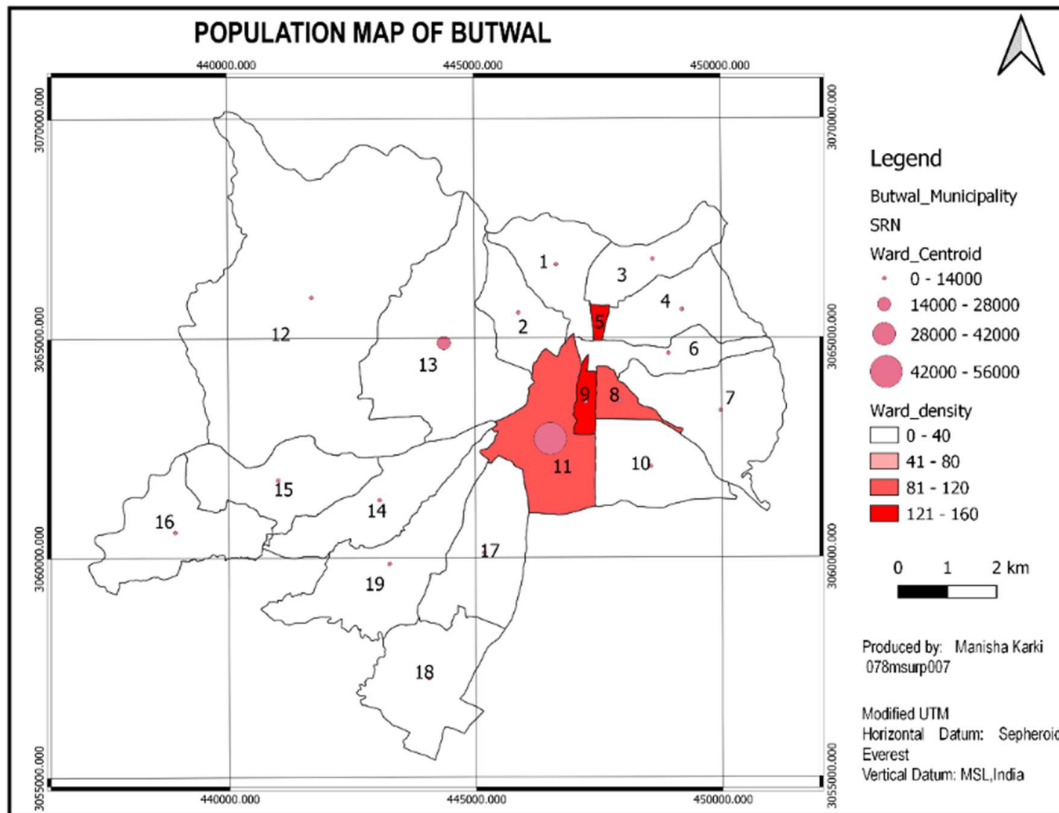 POPULATION MAP OF BUTWAL
440000.000 445000.000 450000.000
3070000.000 3070000.000
3065000.000 3065000.000
3060000.000 3060000.000
3055000.000 3055000.000
1
3
4
2
5
12
6
13
9
8
7
11
10
15
14
16
17
19
18
440000.000 445000.000 450000.000
Legend
Butwal_Municipality
SRN
Ward_Centroid
0 - 14000
14000 - 28000
28000 - 42000
42000 - 56000
Ward_density
0 - 40
41 - 80
81 - 120
121 - 160
0 1 2 km
Produced by: Manisha Karki
078msurp007
Modified UTM
Horizontal Datum: Sepheroid
Everest
Vertical Datum: MSL,India